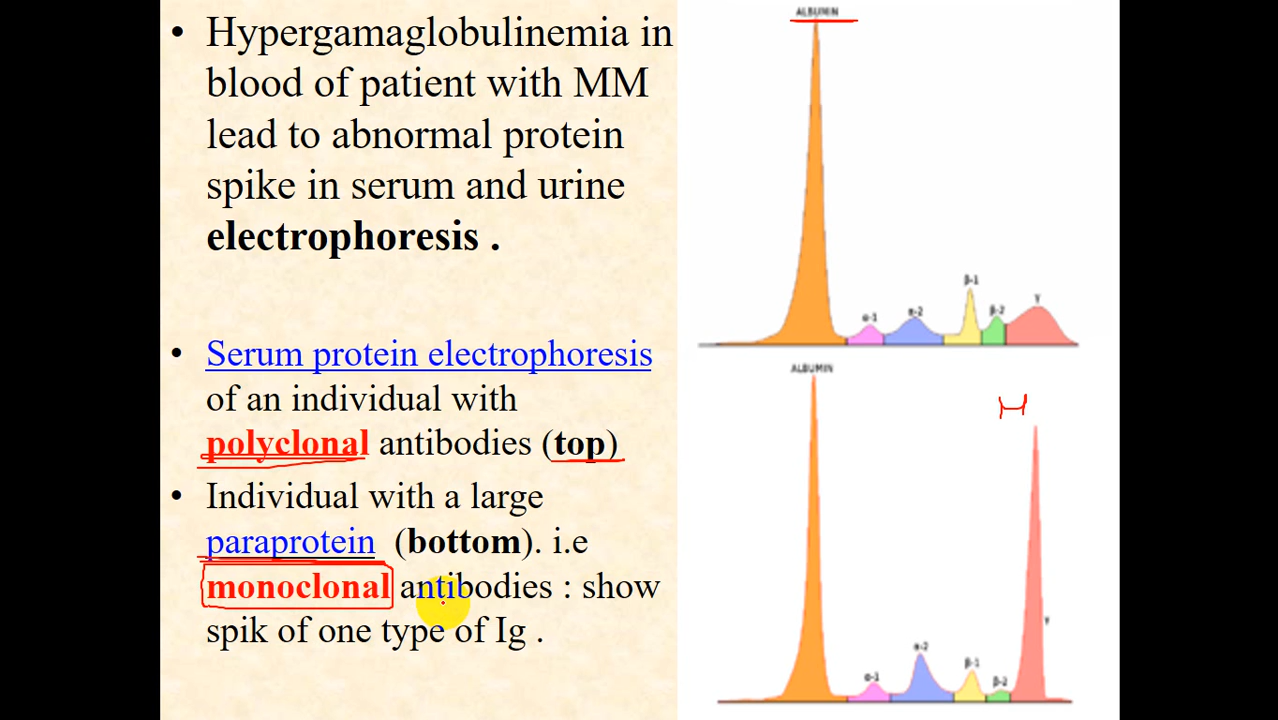 • Hypergamaglobulinemia in
blood of patient with MM
lead to abnormal protein
spike in serum and urine
electrophoresis .
• Serum protein electrophoresis
of an individual with
polyclonal antibodies (top)
• Individual with a large
paraprotein (bottom). i.e
monoclonal antibodies : show
spik of one type of Ig .
ALBUMIN
α-1
α-2
β-1
β-2
γ
ALBUMIN
α-1
α-2
β-1
β-2
γ